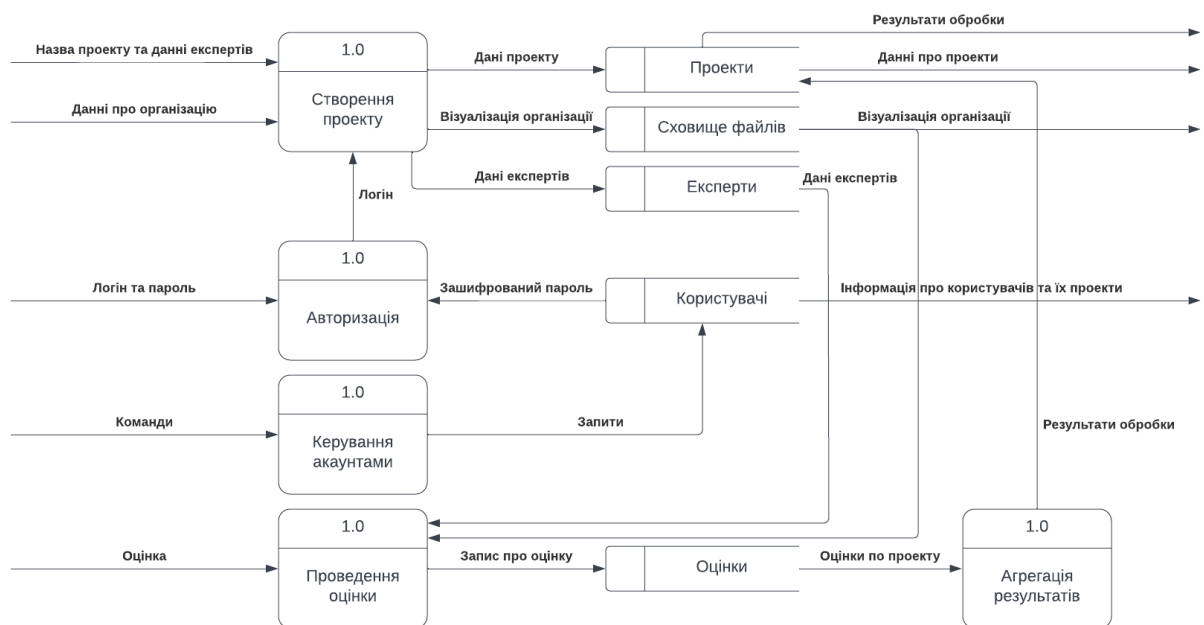 Результати обробки
Назва проекту та данні експертів
1.0
Дані проекту
Проекти
Данні про проекти
Створення
проекту
Данні про організацію
Візуалізація організації
Сховище файлів
Візуалізація організації
Дані експертів
Експерти
Дані експертів
Логін
1.0
Логін та пароль
Зашифрований пароль
Користувачі
Інформація про користувачів та їх проекти
Авторизація
1.0
Команди
Запити
Результати обробки
Керування
акаунтами
1.0
1.0
Оцінка
Запис про оцінку
Оцінки
Оцінки по проекту
Проведення
оцінки
Агрегація
результатів